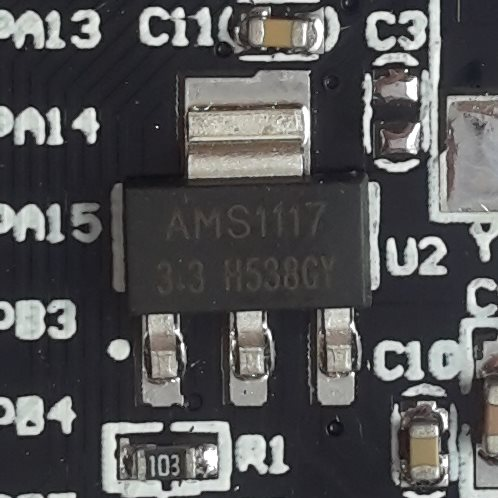 PA13
C11
C3
PA14
PA15
AMS1117
3.3 H538GY
U2
Y
PB3
C
C10
PB4
103
R1